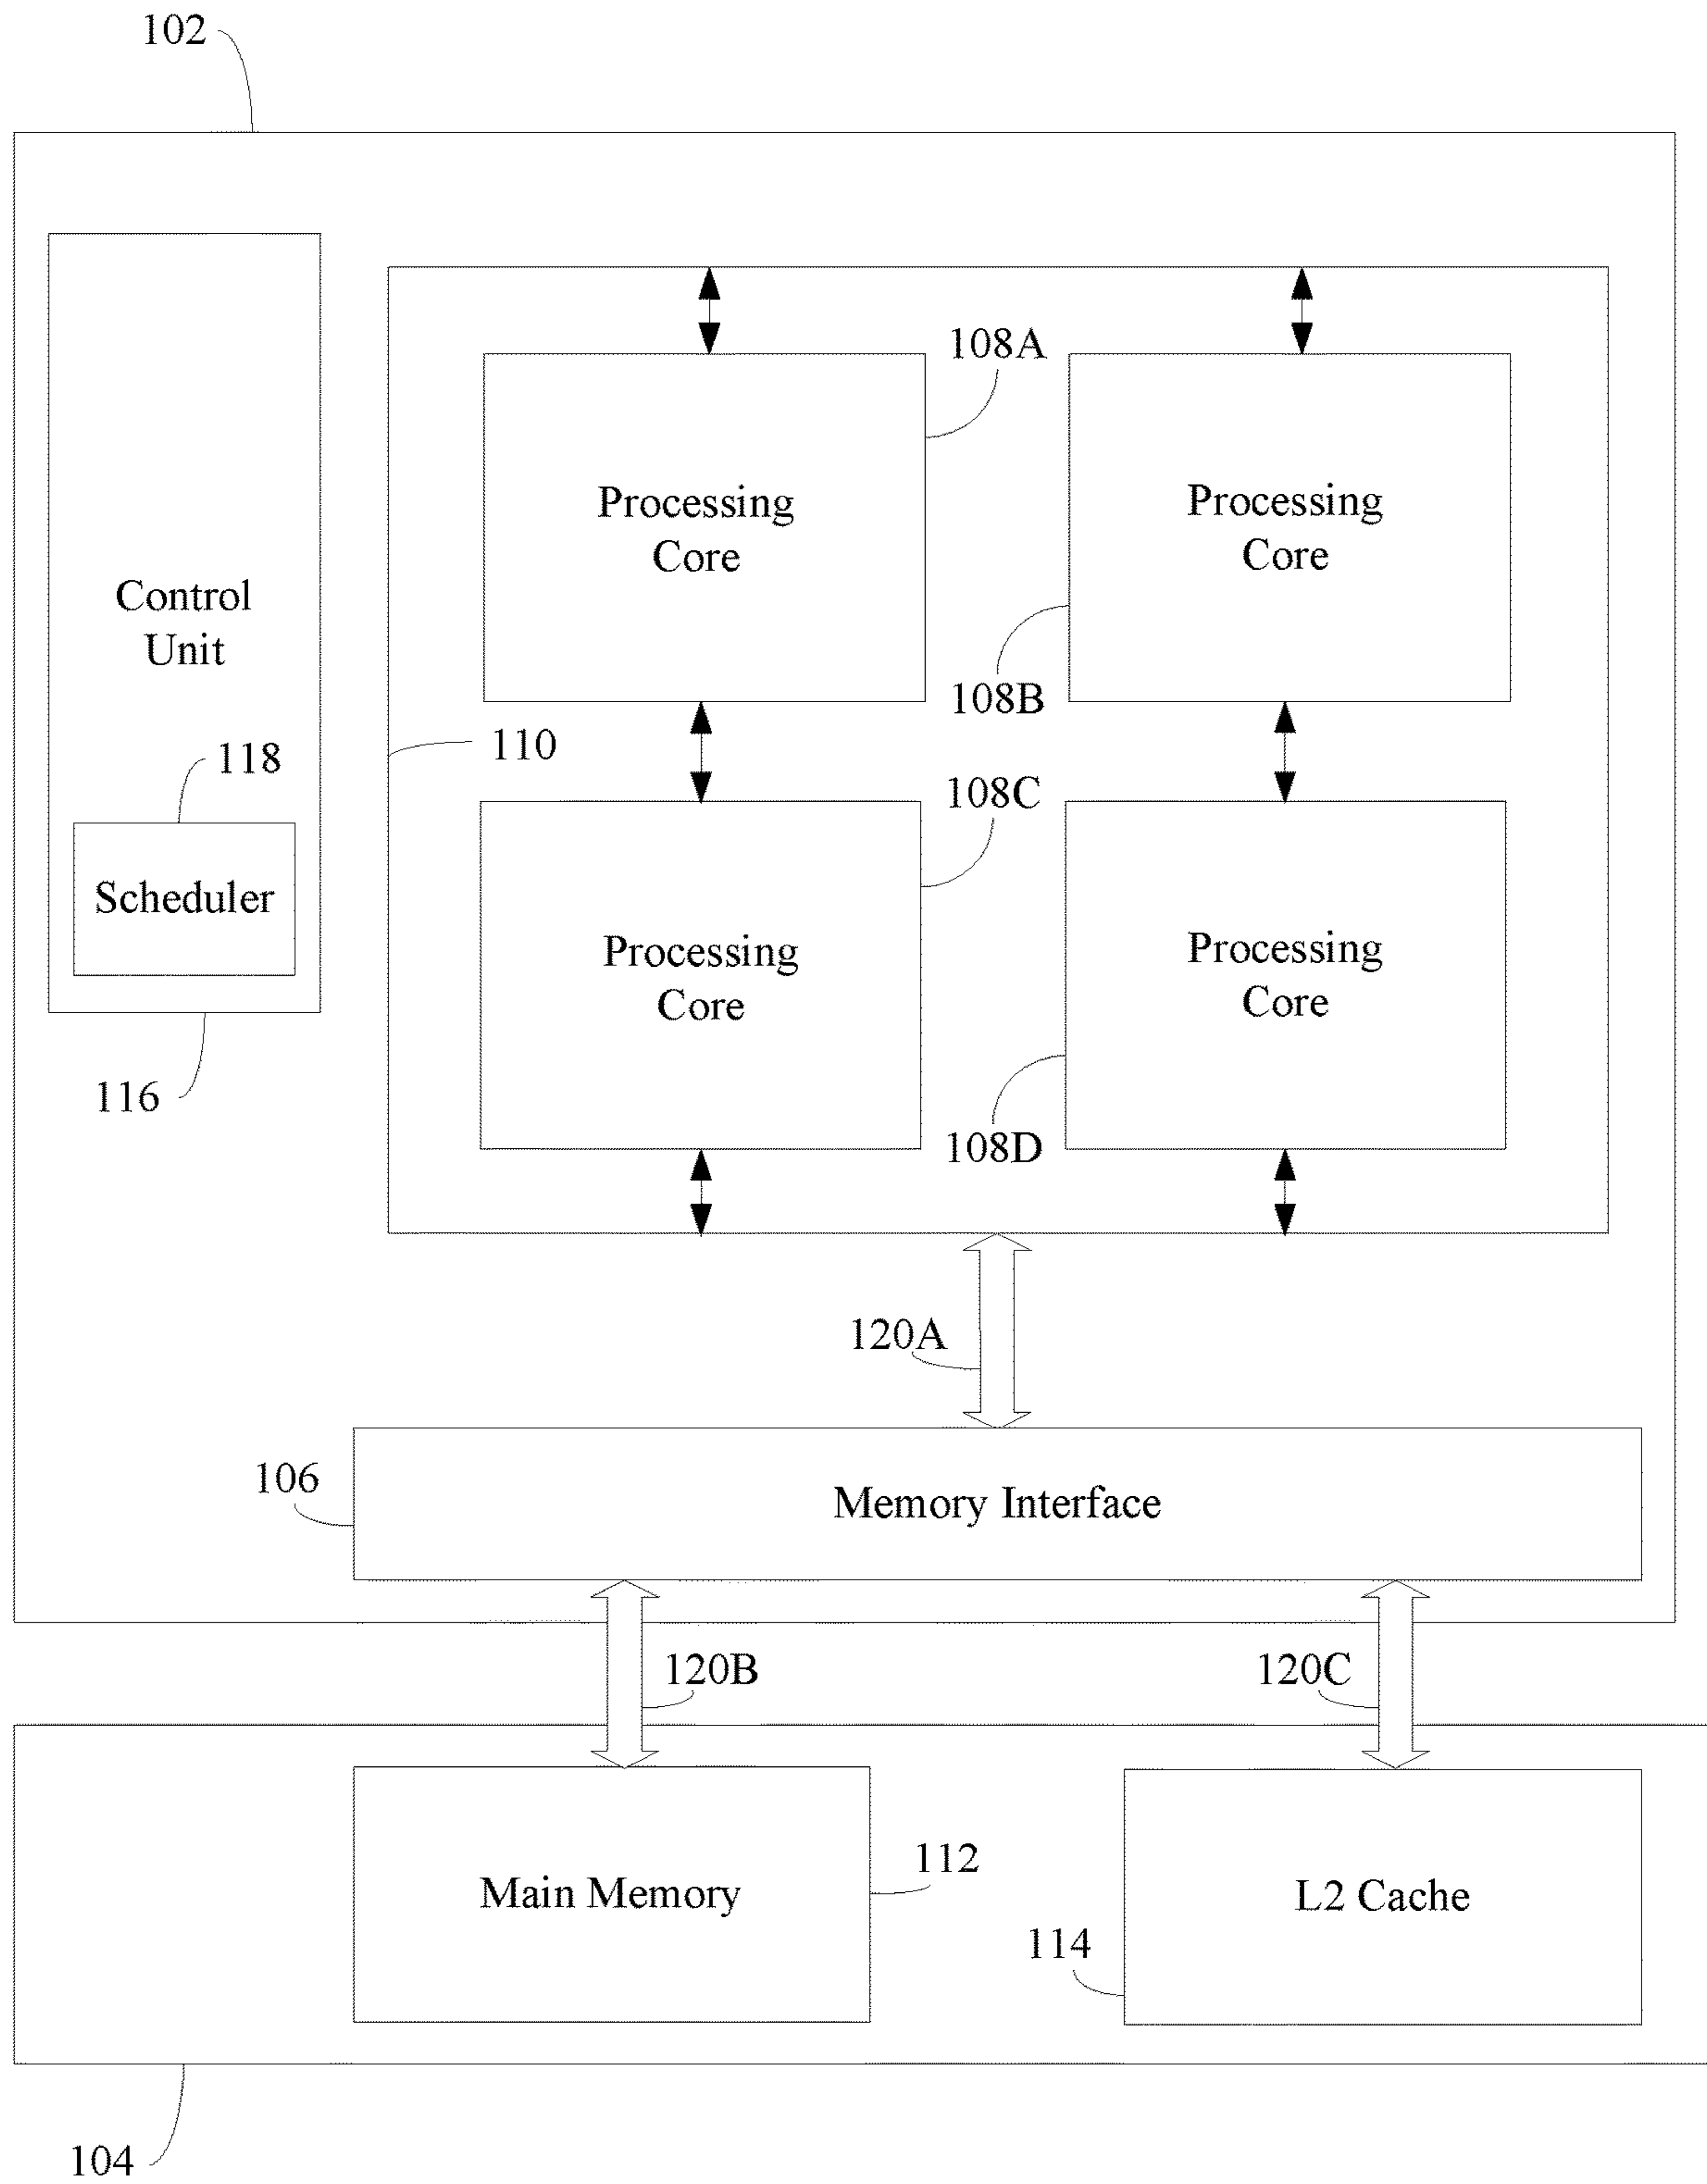 102
108A
Processing
Core
Processing
Core
Control
Unit
108B
110
118
108C
Scheduler
Processing
Core
Processing
Core
116
108D
120A
106
Memory Interface
120B
120C
112
Main Memory
L2 Cache
114
104